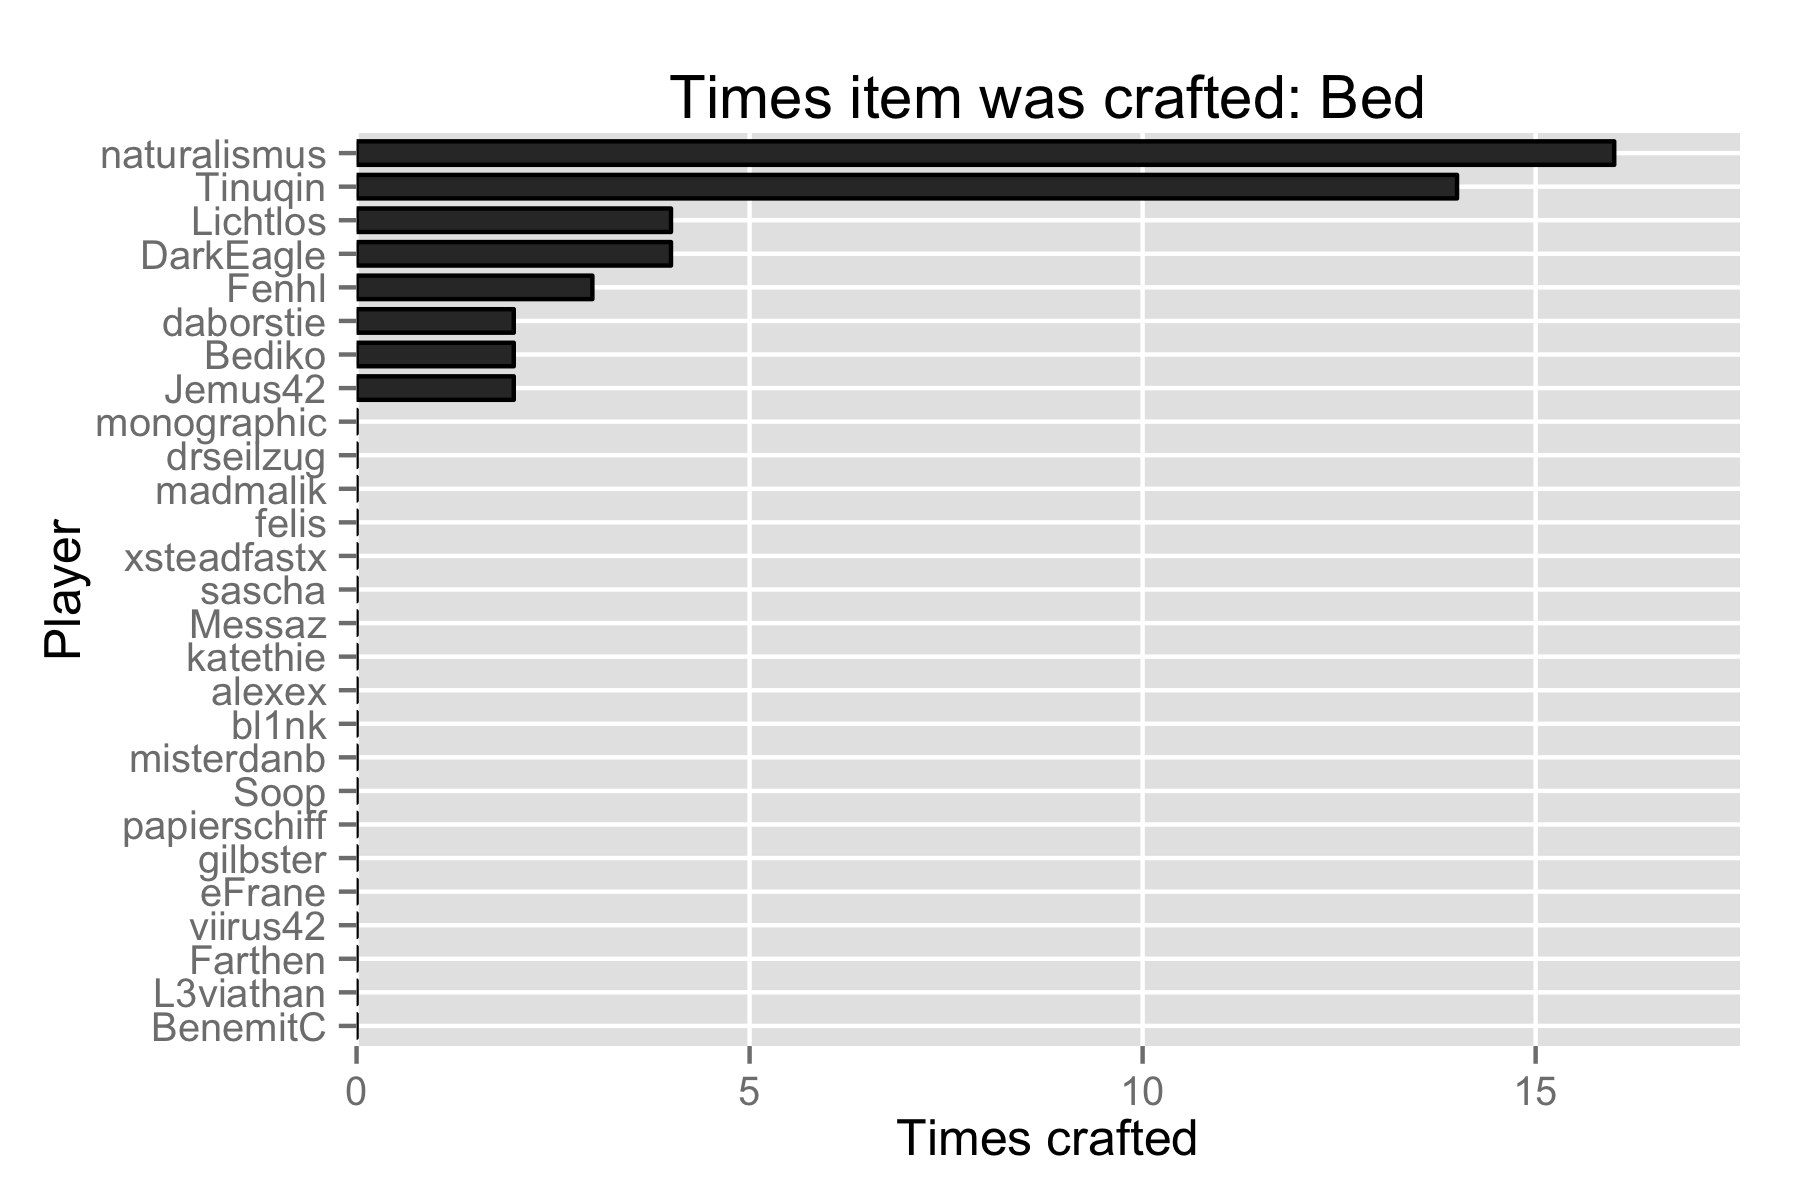 Times item was crafted: Bed
naturalismus
Tinuqin
Lichtlos
DarkEagle
Fenhl
daborstie
Bediko
Jemus42
monographic
drseilzug
madmalik
felis
xsteadfastx
sascha
Messaz
katethie
alexex
bl1nk
misterdanb
Soop
papierschiff
gilbster
eFrane
viirus42
Farthen
L3viathan
BenemitC
Player
0 5 10 15
Times crafted